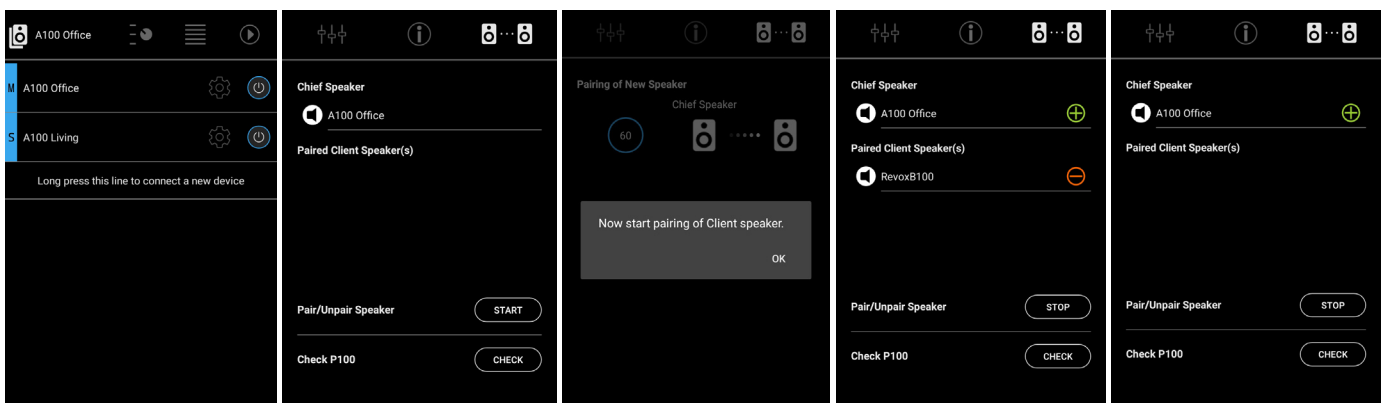 A100 Office
M A100 Office
S A100 Living
Long press this line to connect a new device
Chief Speaker
A100 Office
Paired Client Speaker(s)
Pair/Unpair Speaker START
Check P100 CHECK
Pairing of New Speaker
Chief Speaker
60
Now start pairing of Client speaker.
OK
Chief Speaker
A100 Office
Paired Client Speaker(s)
RevoxB100
Pair/Unpair Speaker STOP
Check P100 CHECK
Chief Speaker
A100 Office
Paired Client Speaker(s)
Pair/Unpair Speaker STOP
Check P100 CHECK